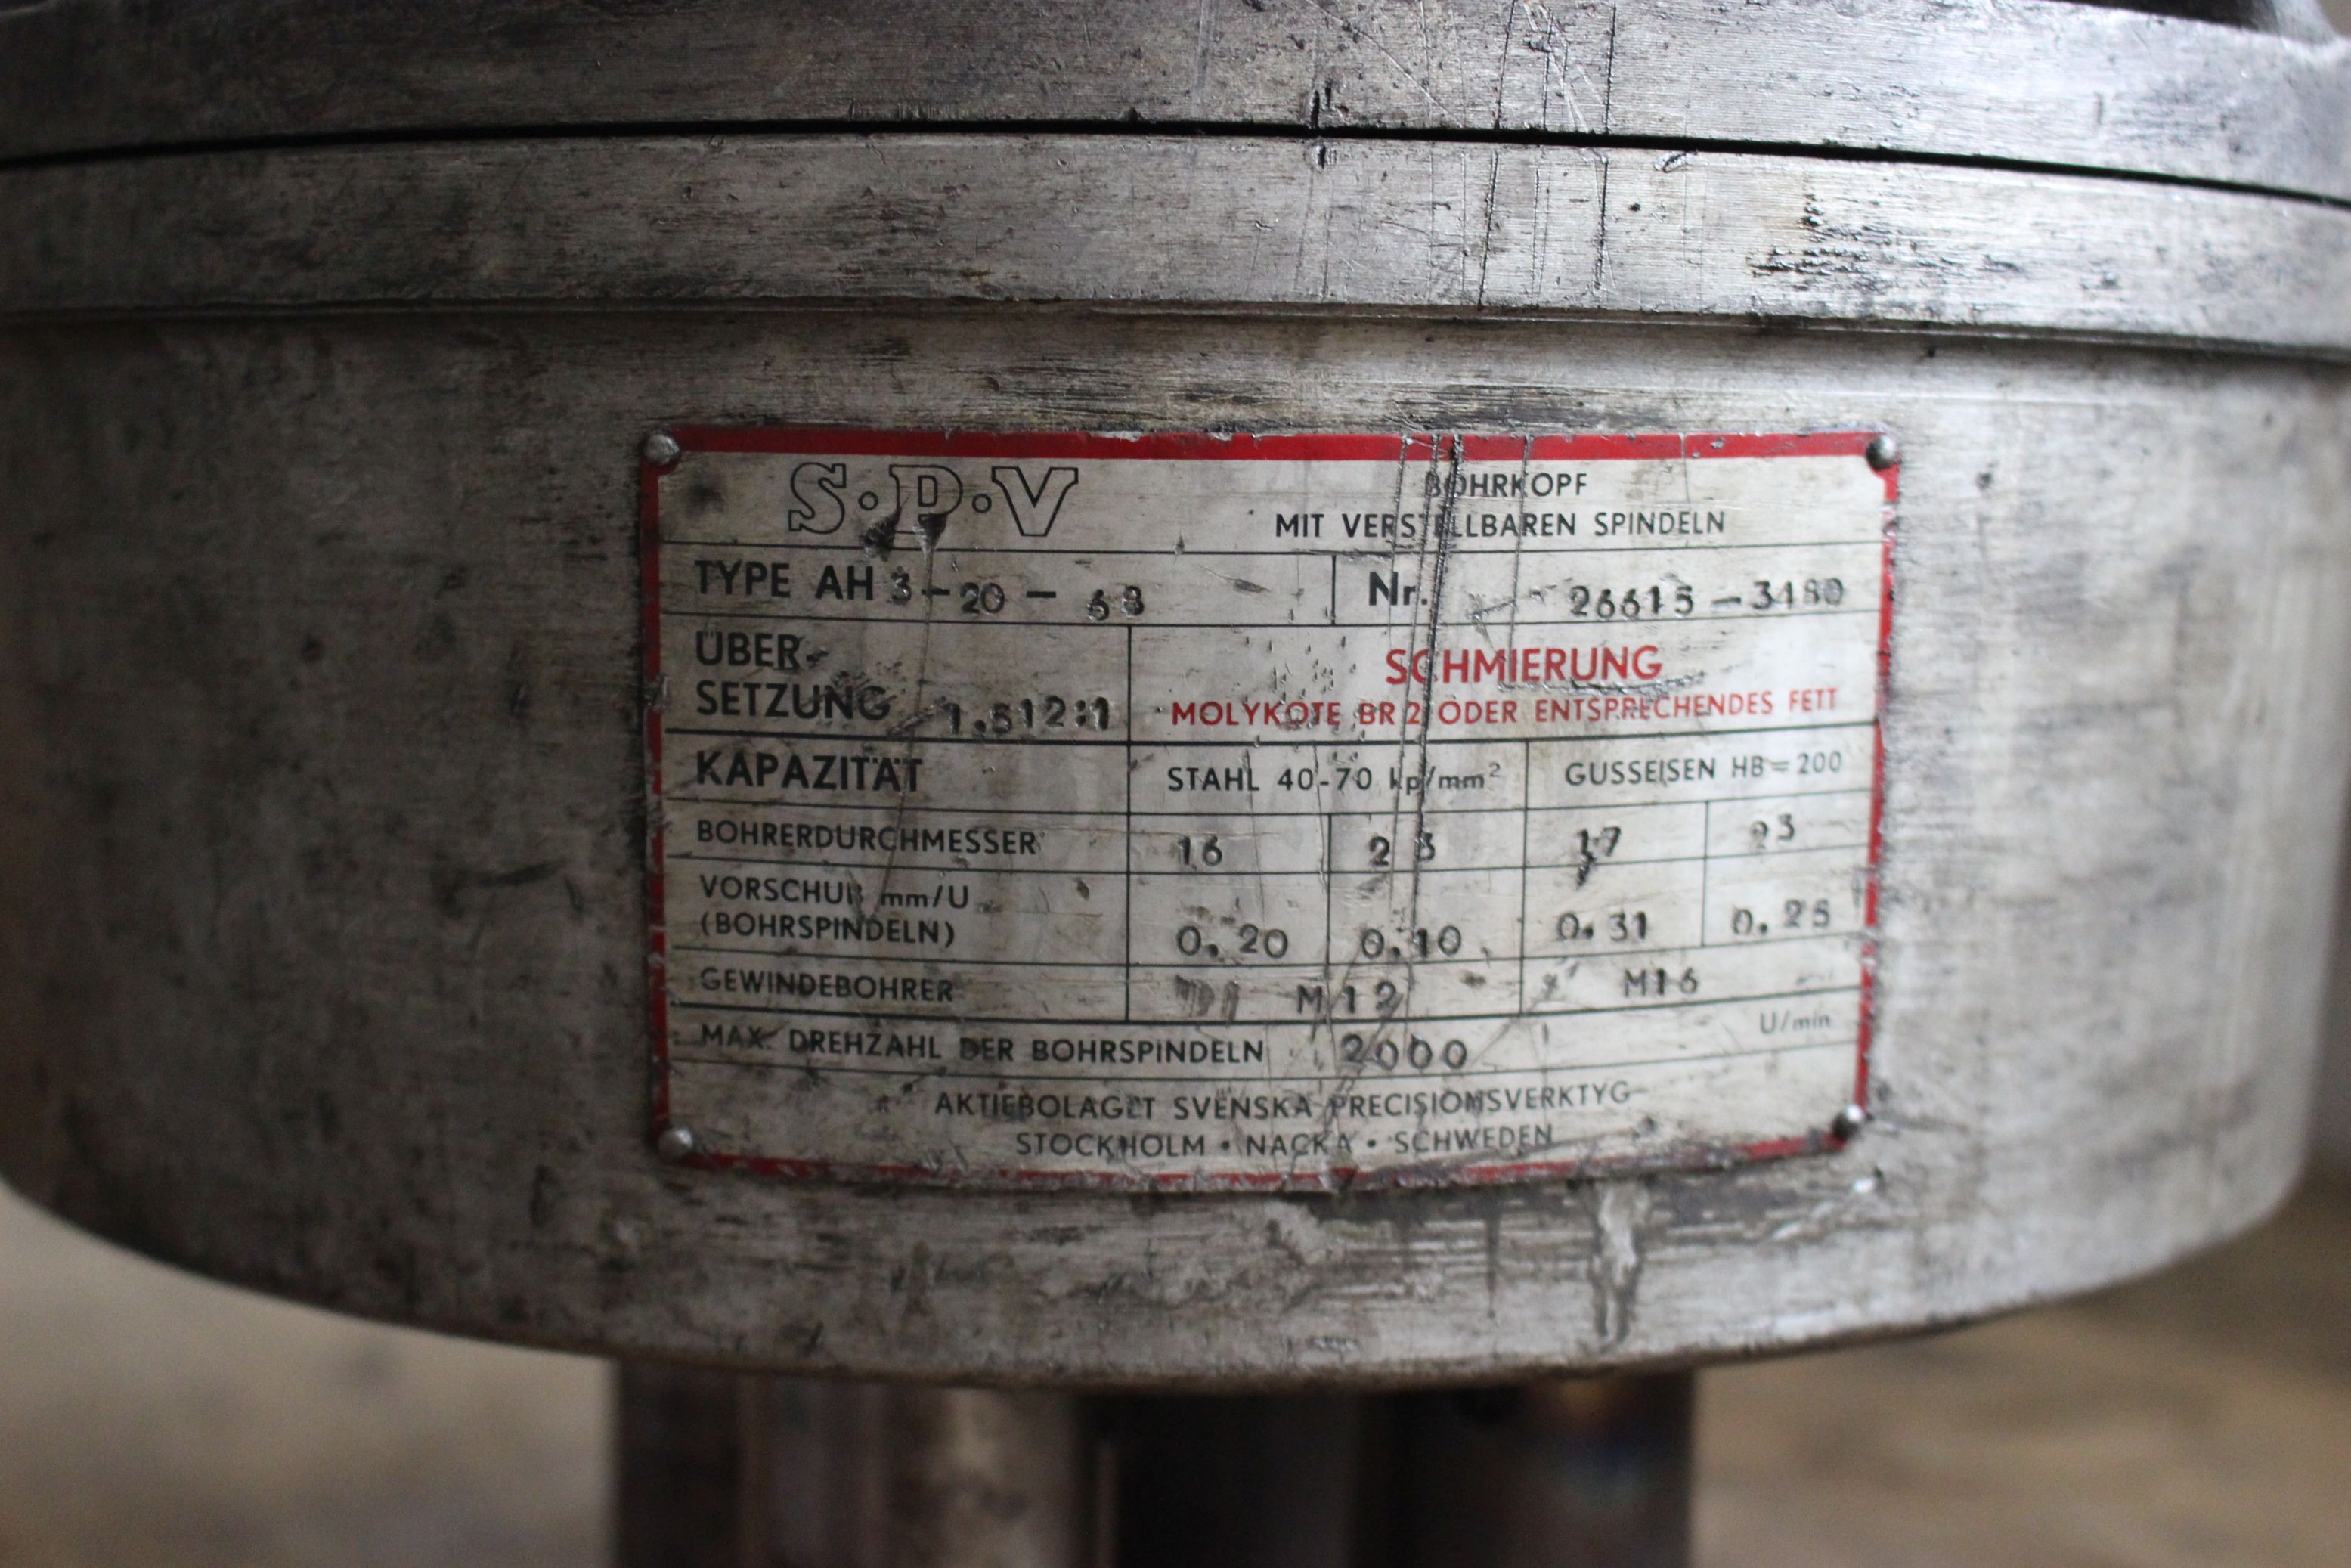 S·P·V
BOHRKOPF
MIT VERSTELLBAREN SPINDELN
TYPE AH 3-20-68 Nr. 26615-3180
ÜBER-
SETZUNG 1.512:1
SCHMIERUNG
MOLYKOTE BR 2 ODER ENTSPRECHENDES FETT
KAPAZITÄT STAHL 40-70 kp/mm² GUSSEISEN HB=200
BOHRERDURCHMESSER 16 23 17 23
VORSCHUB mm/U
(BOHRSPINDELN) 0.20 0.10 0.31 0.25
GEWINDEBOHRER M12 M16
MAX. DREHZAHL DER BOHRSPINDELN 2000 U/min
AKTIEBOLAGET SVENSKA PRECISIONSVERKTYG
STOCKHOLM • NACKA • SCHWEDEN